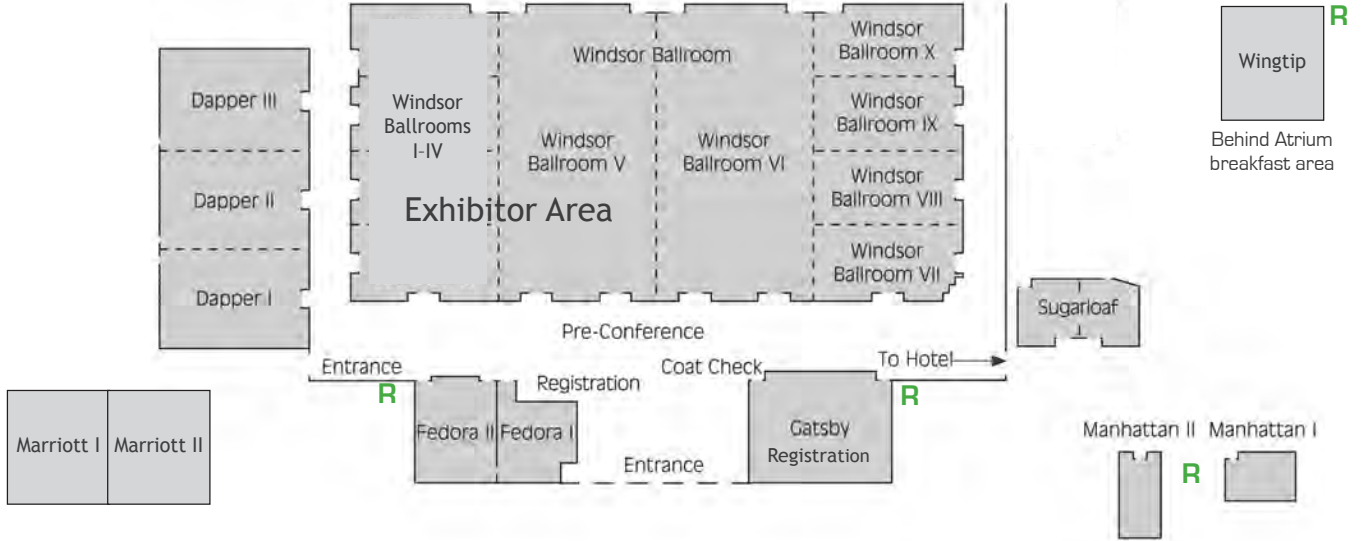 Windsor
Ballroom X
R
Windsor Ballroom
Wingtip
Dapper III
Windsor
Ballrooms
I-IV
Windsor
Ballroom IX
Behind Atrium
breakfast area
Windsor
Ballroom V
Windsor
Ballroom VI
Dapper II
Windsor
Ballroom VIII
Exhibitor Area
Windsor
Ballroom VII
Dapper I
Sugarloaf
Pre-Conference
Entrance
Coat Check
To Hotel
R
Registration
R
Marriott I
Marriott II
Fedora II
Fedora I
Gatsby
Registration
Entrance
Manhattan II
Manhattan I
R